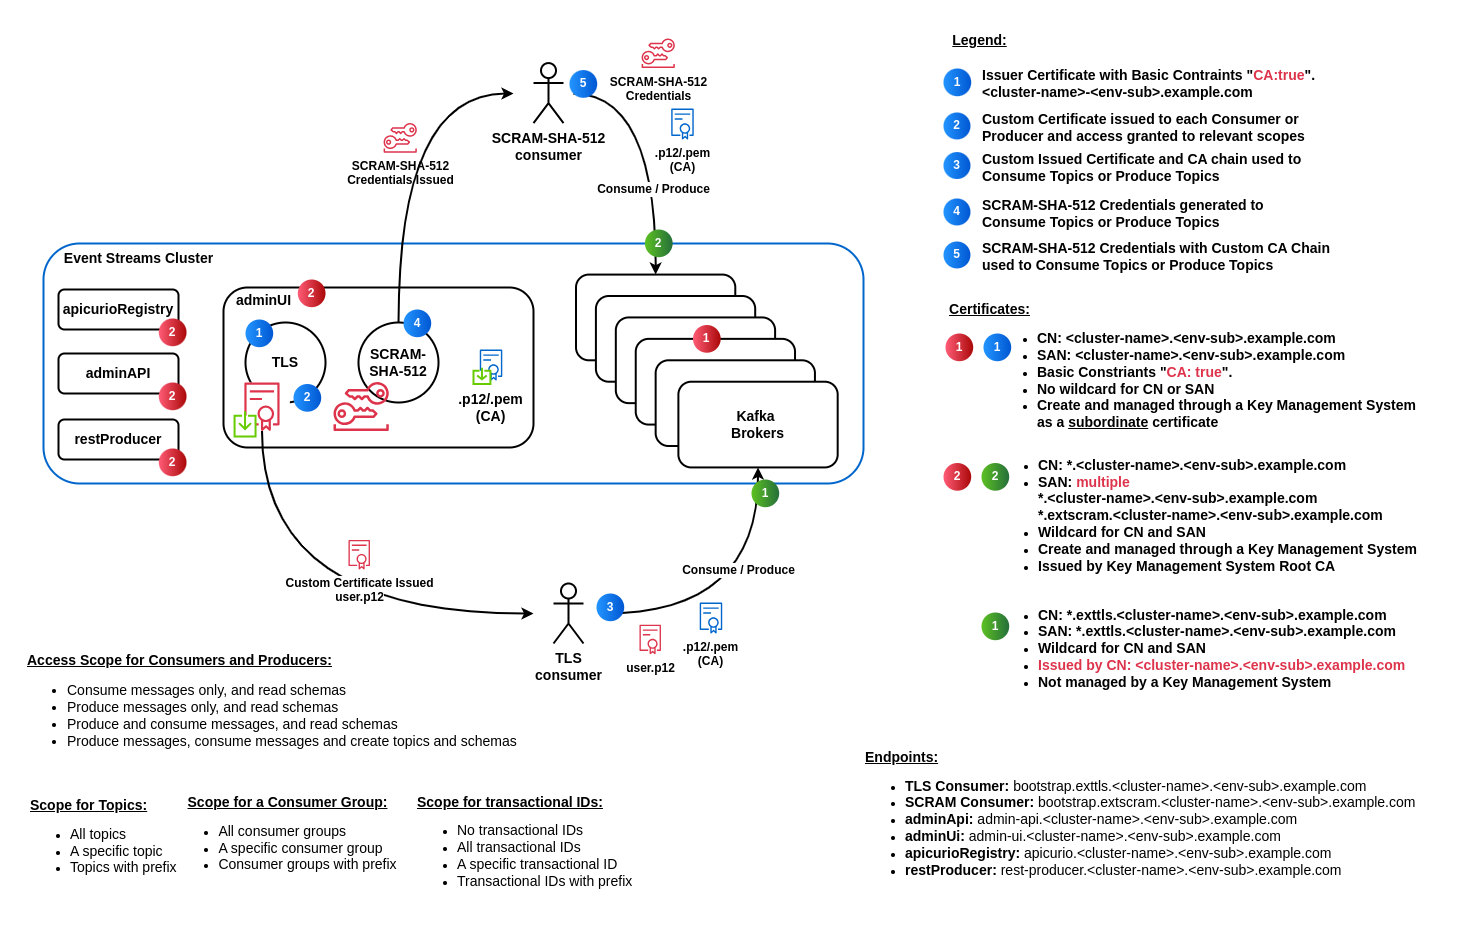 Legend:
1 Issuer Certificate with Basic Contraints "CA:true".
<cluster-name>-<env-sub>.example.com
2 Custom Certificate issued to each Consumer or
Producer and access granted to relevant scopes
3 Custom Issued Certificate and CA chain used to
Consume Topics or Produce Topics
4 SCRAM-SHA-512 Credentials generated to
Consume Topics or Produce Topics
5 SCRAM-SHA-512 Credentials with Custom CA Chain
used to Consume Topics or Produce Topics
5
SCRAM-SHA-512
Credentials
.p12/.pem
(CA)
SCRAM-SHA-512
consumer
SCRAM-SHA-512
Credentials Issued
Consume / Produce
2
Event Streams Cluster
apicurioRegistry
2
adminAPI
2
restProducer
2
adminUI
2
1
TLS
2
4
SCRAM-
SHA-512
.p12/.pem
(CA)
1
Kafka
Brokers
1
Consume / Produce
Custom Certificate Issued
user.p12
TLS
consumer
3
user.p12
.p12/.pem
(CA)
Certificates:
1 1
• CN: <cluster-name>.<env-sub>.example.com
• SAN: <cluster-name>.<env-sub>.example.com
• Basic Constriants "CA: true".
• No wildcard for CN or SAN
• Create and managed through a Key Management System
as a subordinate certificate
2 2
• CN: *.<cluster-name>.<env-sub>.example.com
• SAN: multiple
*.<cluster-name>.<env-sub>.example.com
*.extscram.<cluster-name>.<env-sub>.example.com
• Wildcard for CN and SAN
• Create and managed through a Key Management System
• Issued by Key Management System Root CA
1
• CN: *.exttls.<cluster-name>.<env-sub>.example.com
• SAN: *.exttls.<cluster-name>.<env-sub>.example.com
• Wildcard for CN and SAN
• Issued by CN: <cluster-name>.<env-sub>.example.com
• Not managed by a Key Management System
Access Scope for Consumers and Producers:
• Consume messages only, and read schemas
• Produce messages only, and read schemas
• Produce and consume messages, and read schemas
• Produce messages, consume messages and create topics and schemas
Scope for Topics:
• All topics
• A specific topic
• Topics with prefix
Scope for a Consumer Group:
• All consumer groups
• A specific consumer group
• Consumer groups with prefix
Scope for transactional IDs:
• No transactional IDs
• All transactional IDs
• A specific transactional ID
• Transactional IDs with prefix
Endpoints:
• TLS Consumer: bootstrap.exttls.<cluster-name>.<env-sub>.example.com
• SCRAM Consumer: bootstrap.extscram.<cluster-name>.<env-sub>.example.com
• adminApi: admin-api.<cluster-name>.<env-sub>.example.com
• adminUi: admin-ui.<cluster-name>.<env-sub>.example.com
• apicurioRegistry: apicurio.<cluster-name>.<env-sub>.example.com
• restProducer: rest-producer.<cluster-name>.<env-sub>.example.com